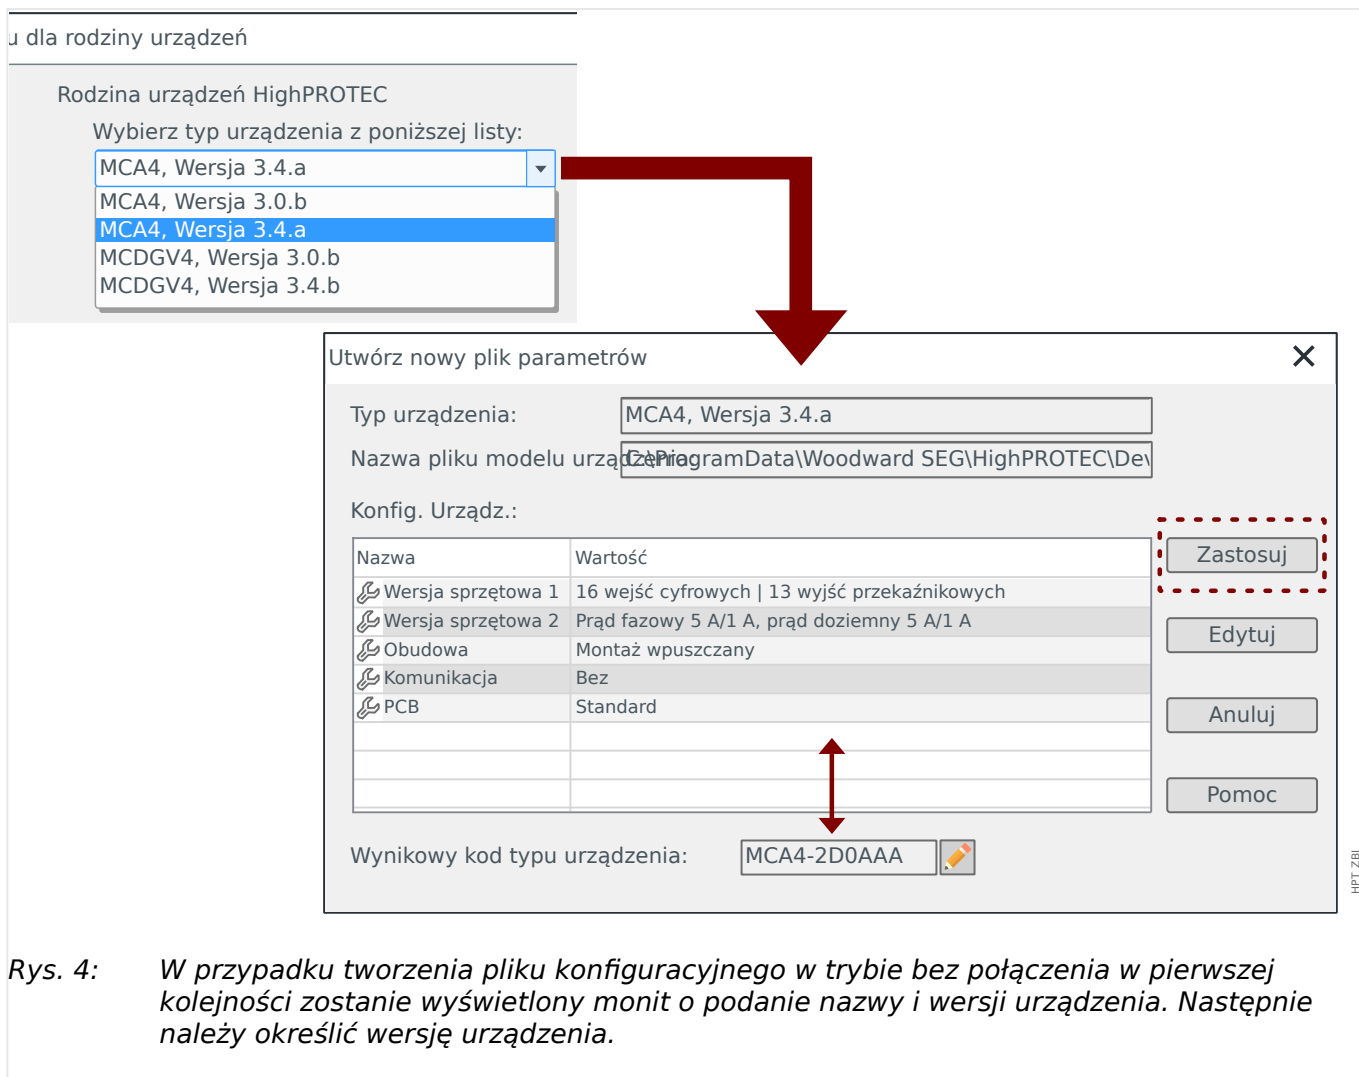 u dla rodziny urządzeń
Rodzina urządzeń HighPROTEC
Wybierz typ urządzenia z poniższej listy:
MCA4, Wersja 3.4.a
MCA4, Wersja 3.0.b
MCA4, Wersja 3.4.a
MCDGV4, Wersja 3.0.b
MCDGV4, Wersja 3.4.b
Utwórz nowy plik parametrów
Typ urządzenia: MCA4, Wersja 3.4.a
Nazwa pliku modelu urządzenia: C:\ProgramData\Woodward SEG\HighPROTEC\De
Konfig. Urządz.:
Nazwa Wartość
Wersja sprzętowa 1 16 wejść cyfrowych | 13 wyjść przekaźnikowych
Wersja sprzętowa 2 Prąd fazowy 5 A/1 A, prąd doziemny 5 A/1 A
Obudowa Montaż wpuszczany
Komunikacja Bez
PCB Standard
Zastosuj
Edytuj
Anuluj
Pomoc
Wynikowy kod typu urządzenia: MCA4-2D0AAA
HPT ZBI
Rys. 4: W przypadku tworzenia pliku konfiguracyjnego w trybie bez połączenia w pierwszej
kolejności zostanie wyświetlony monit o podanie nazwy i wersji urządzenia. Następnie
należy określić wersję urządzenia.